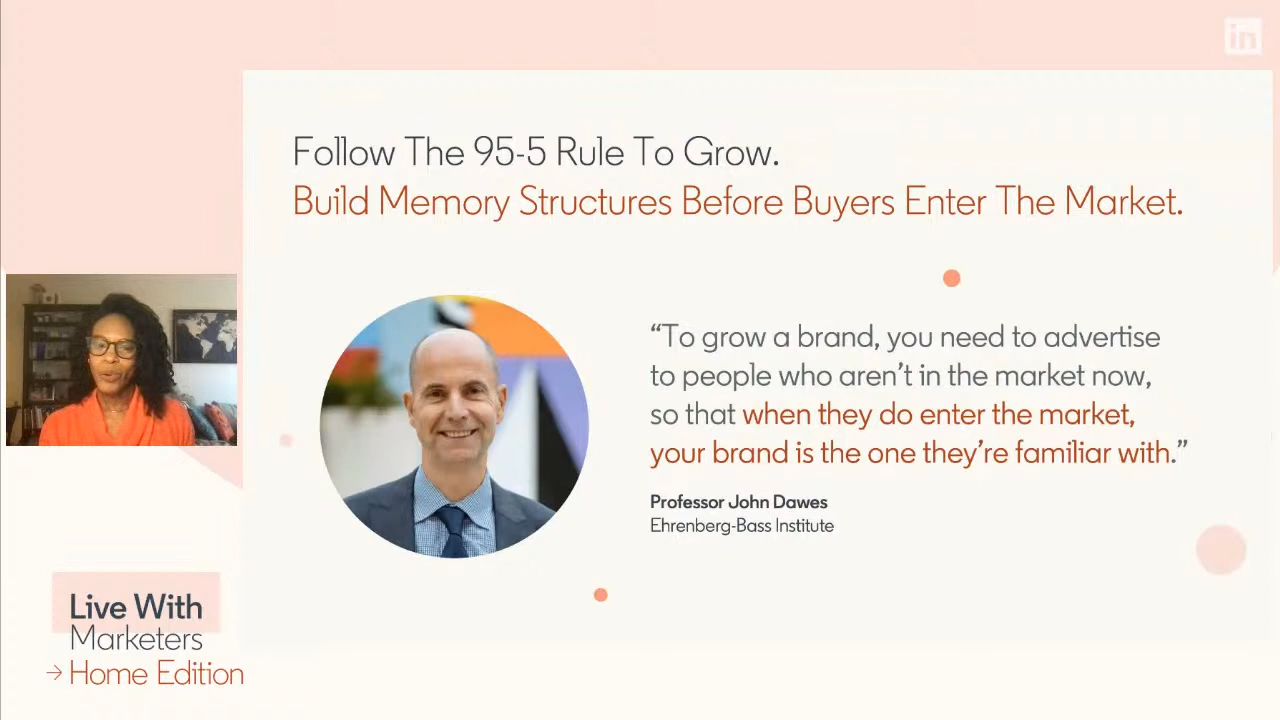 in
Follow The 95-5 Rule To Grow.
Build Memory Structures Before Buyers Enter The Market.
“To grow a brand, you need to advertise
to people who aren’t in the market now,
so that when they do enter the market,
your brand is the one they’re familiar with.”
Professor John Dawes
Ehrenberg-Bass Institute
Live With
Marketers
→ Home Edition